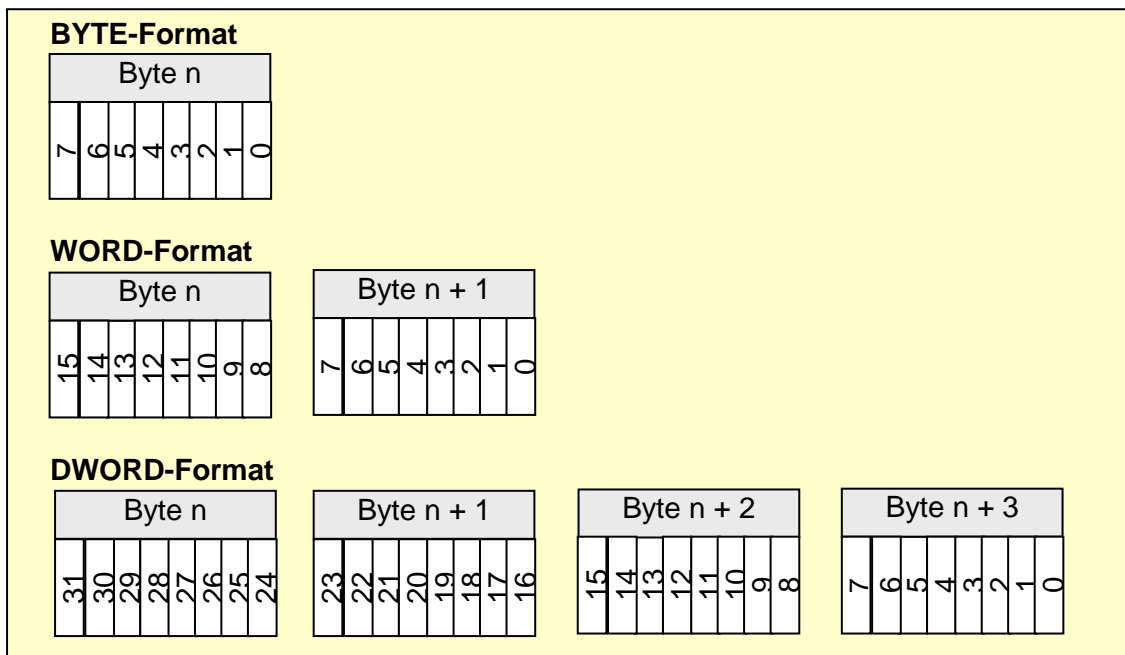 BYTE-Format
Byte n
7 6 5 4 3 2 1 0
WORD-Format
Byte n Byte n + 1
15 14 13 12 11 10 9 8 7 6 5 4 3 2 1 0
DWORD-Format
Byte n Byte n + 1 Byte n + 2 Byte n + 3
31 30 29 28 27 26 25 24 23 22 21 20 19 18 17 16 15 14 13 12 11 10 9 8 7 6 5 4 3 2 1 0